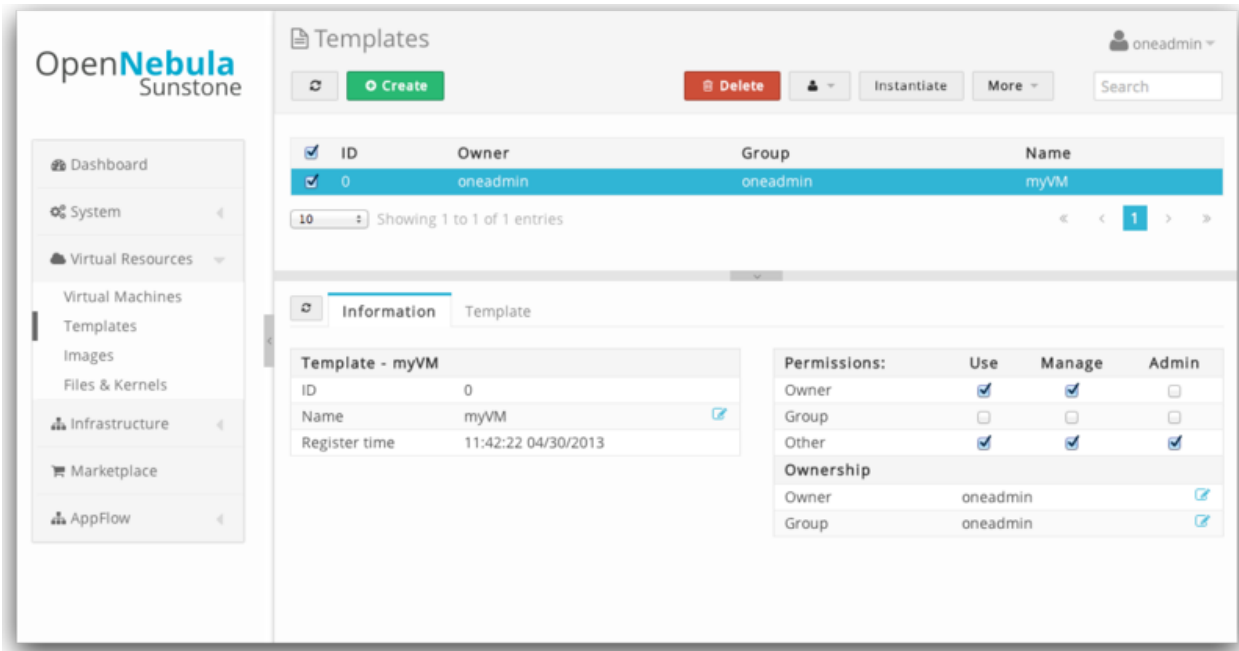 OpenNebula
Sunstone
Dashboard
System
Virtual Resources
Virtual Machines
Templates
Images
Files & Kernels
Infrastructure
Marketplace
AppFlow
Templates
oneadmin
Create
Delete
Instantiate
More
Search
ID Owner Group Name
0 oneadmin oneadmin myVM
10 Showing 1 to 1 of 1 entries
« < 1 > »
Information Template
Template - myVM
ID 0
Name myVM
Register time 11:42:22 04/30/2013
Permissions: Use Manage Admin
Owner
Group
Other
Ownership
Owner oneadmin
Group oneadmin